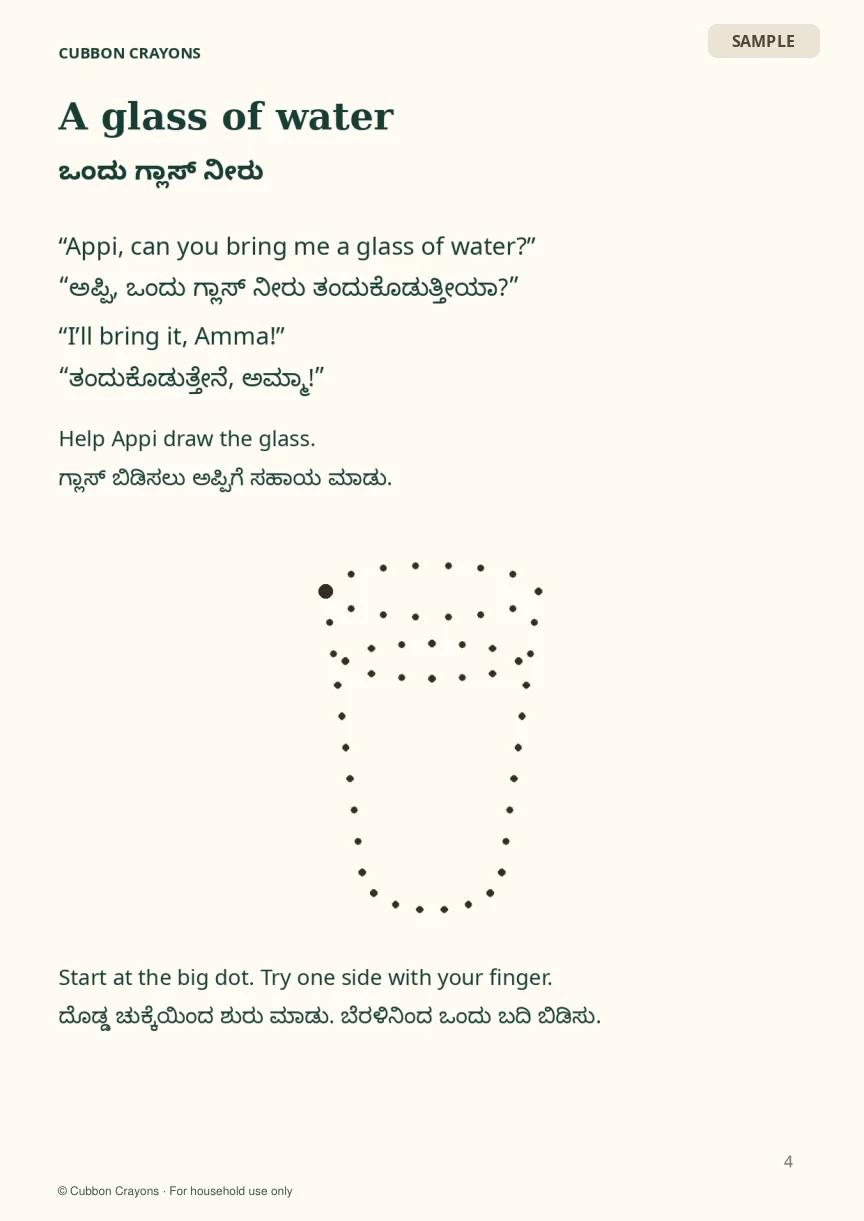 CUBBON CRAYONS
SAMPLE
A glass of water
ಒಂದು ಗ್ಲಾಸ್ ನೀರು
“Appi, can you bring me a glass of water?”
“ಅಪ್ಪಿ, ಒಂದು ಗ್ಲಾಸ್ ನೀರು ತಂದುಕೊಡುತ್ತೀಯಾ?”
“I’ll bring it, Amma!”
“ತಂದುಕೊಡುತ್ತೇನೆ, ಅಮ್ಮಾ!”
Help Appi draw the glass.
ಗ್ಲಾಸ್ ಬಿಡಿಸಲು ಅಪ್ಪಿಗೆ ಸಹಾಯ ಮಾಡು.
Start at the big dot. Try one side with your finger.
ದೊಡ್ಡ ಚುಕ್ಕೆಯಿಂದ ಶುರು ಮಾಡು. ಬೆರಳಿನಿಂದ ಒಂದು ಬದಿ ಬಿಡಿಸು.
4
© Cubbon Crayons · For household use only